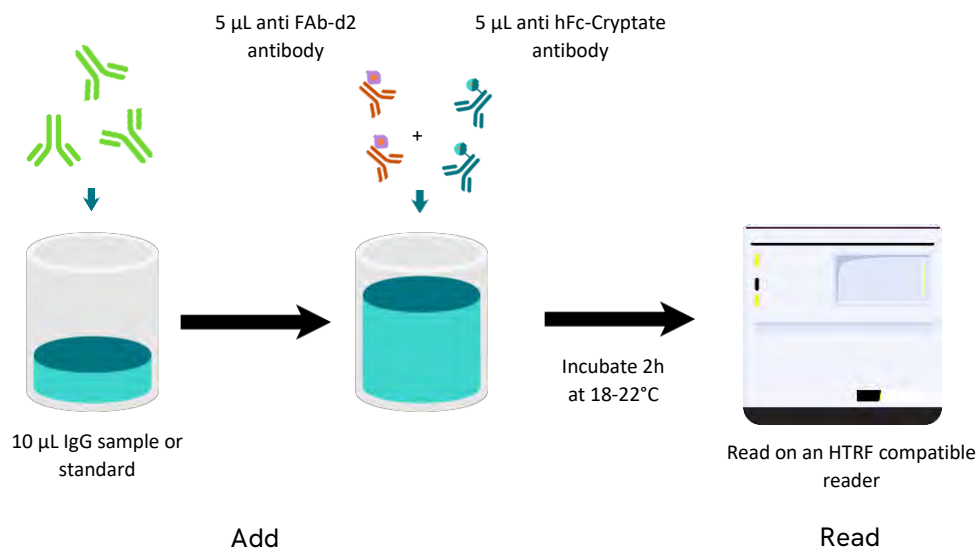 5 µL anti FAb-d2
antibody
5 µL anti hFc-Cryptate
antibody
+
10 µL IgG sample or
standard
Incubate 2h
at 18-22°C
Read on an HTRF compatible
reader
Add
Read